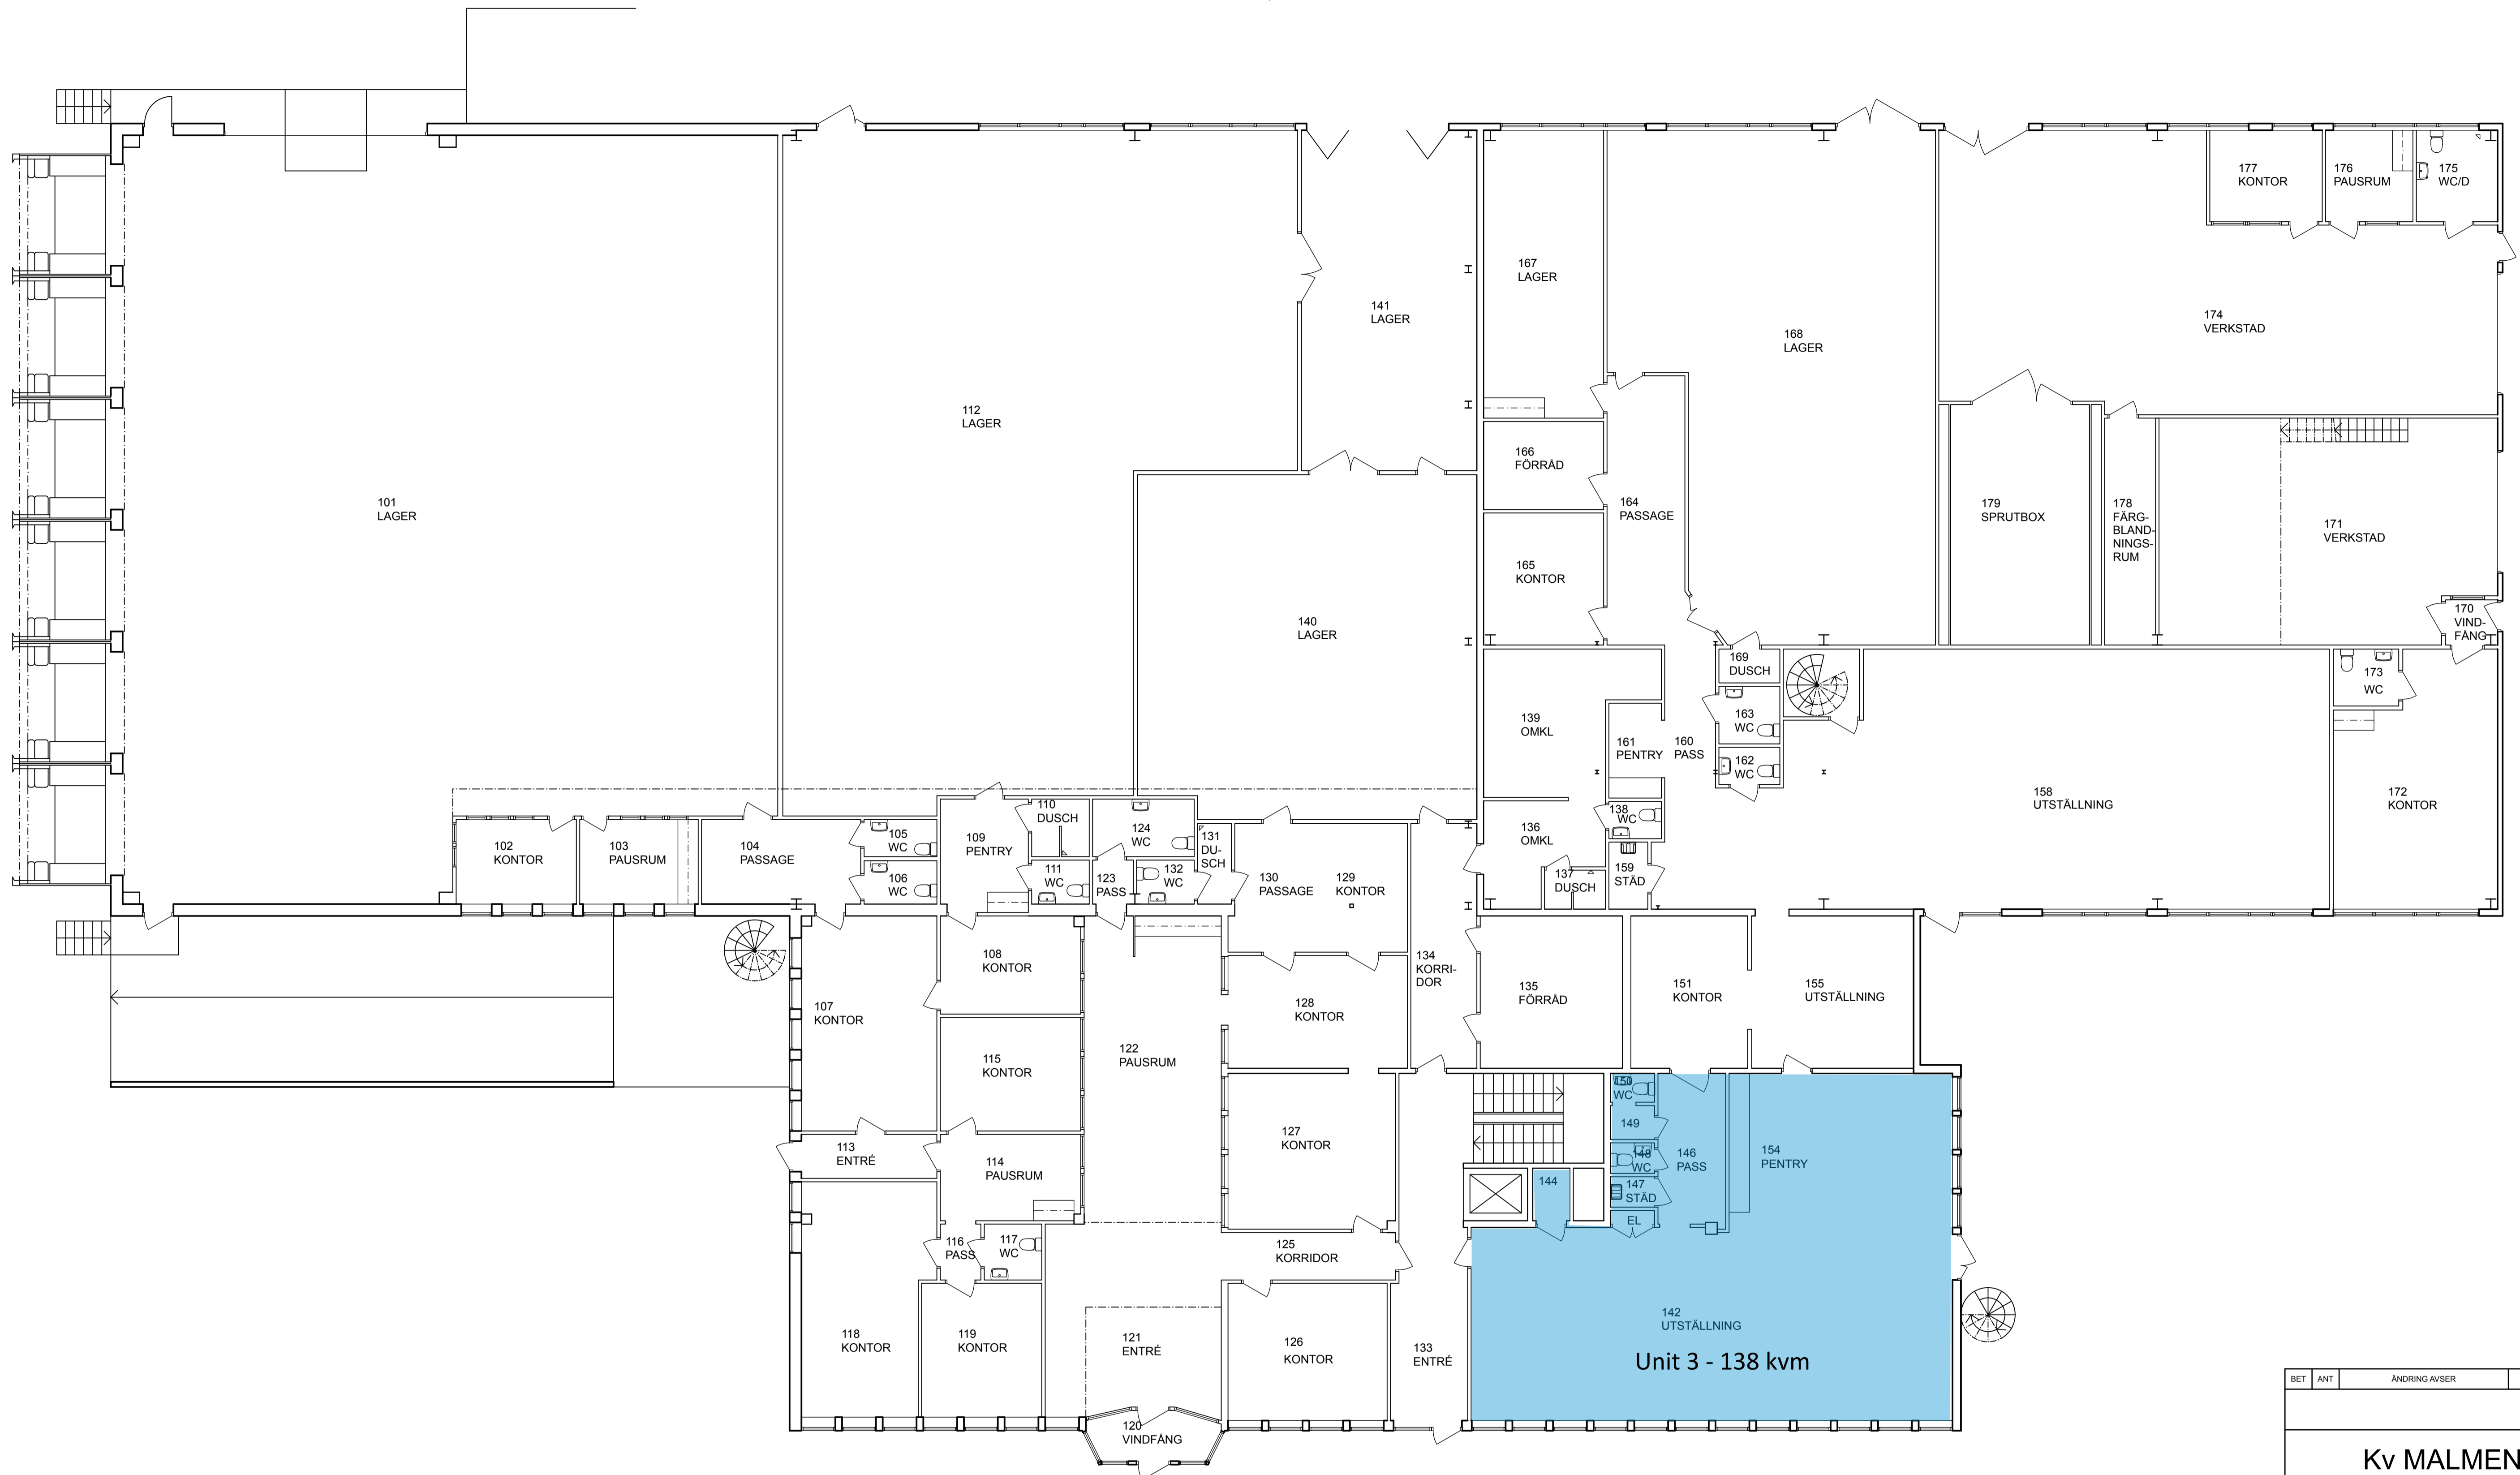 177
KONTOR
176
PAUSRUM
175
WC/D
167
LAGER
141
LAGER
168
LAGER
174
VERKSTAD
112
LAGER
166
FÖRRÅD
164
PASSAGE
101
LAGER
179
SPRUTBOX
178
FÄRG-
BLAND-
NINGS-
RUM
171
VERKSTAD
165
KONTOR
140
LAGER
170
VIND-
FÅNG
169
DUSCH
173
WC
139
OMKL
163
WC
161
PENTRY
160
PASS
162
WC
158
UTSTÄLLNING
172
KONTOR
102
KONTOR
103
PAUSRUM
104
PASSAGE
105
WC
106
WC
109
PENTRY
110
DUSCH
111
WC
124
WC
123
PASS
132
WC
131
DU-
SCH
130
PASSAGE
129
KONTOR
136
OMKL
138
WC
137
DUSCH
159
STÄD
107
KONTOR
108
KONTOR
134
KORRI-
DOR
135
FÖRRÅD
151
KONTOR
155
UTSTÄLLNING
128
KONTOR
115
KONTOR
122
PAUSRUM
127
KONTOR
150
WC
149
148
WC
146
PASS
154
PENTRY
147
STÄD
144
EL
113
ENTRÉ
114
PAUSRUM
116
PASS
117
WC
125
KORRIDOR
118
KONTOR
119
KONTOR
121
ENTRÉ
126
KONTOR
133
ENTRÉ
142
UTSTÄLLNING
Unit 3 - 138 kvm
120
VINDFÅNG
BET ANT ÄNDRING AVSER
Kv MALMEN